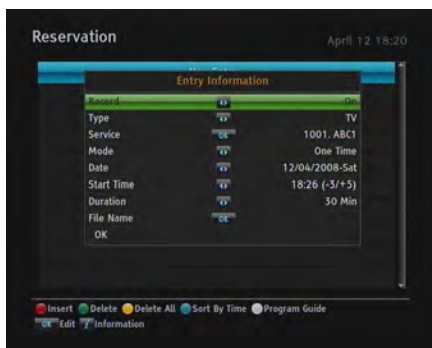 Reservation
April 12 18:20
New Entry
Entry Information
Record On
Type TV
Service OK 1001. ABC1
Mode One Time
Date 12/04/2008-Sat
Start Time 18:26 (-3/+5)
Duration 30 Min
File Name OK
OK
Insert Delete Delete All Sort By Time Program Guide
OK Edit i Information